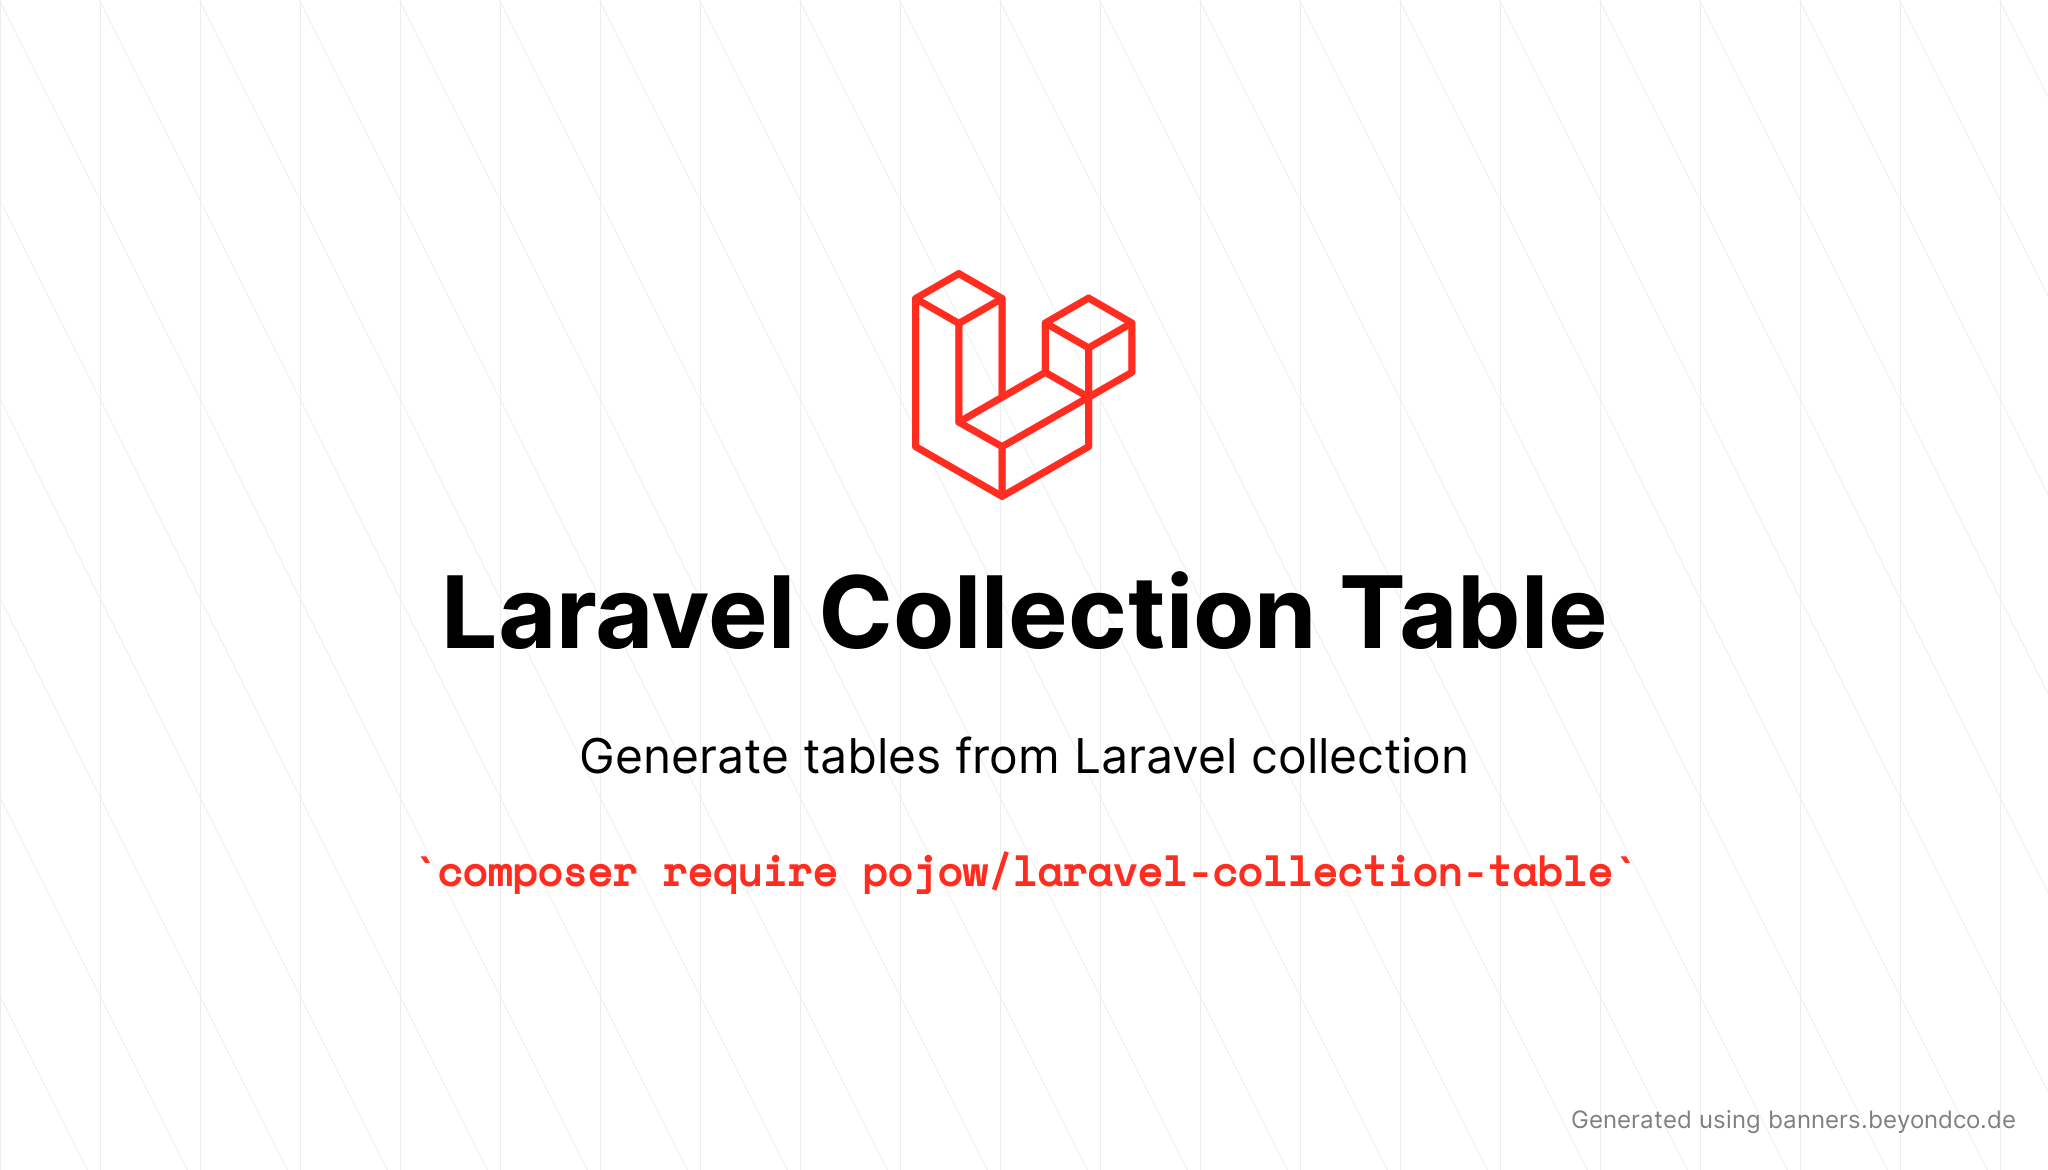 Laravel Collection Table
Generate tables from Laravel collection
`composer require pojow/laravel-collection-table`
Generated using banners.beyondco.de